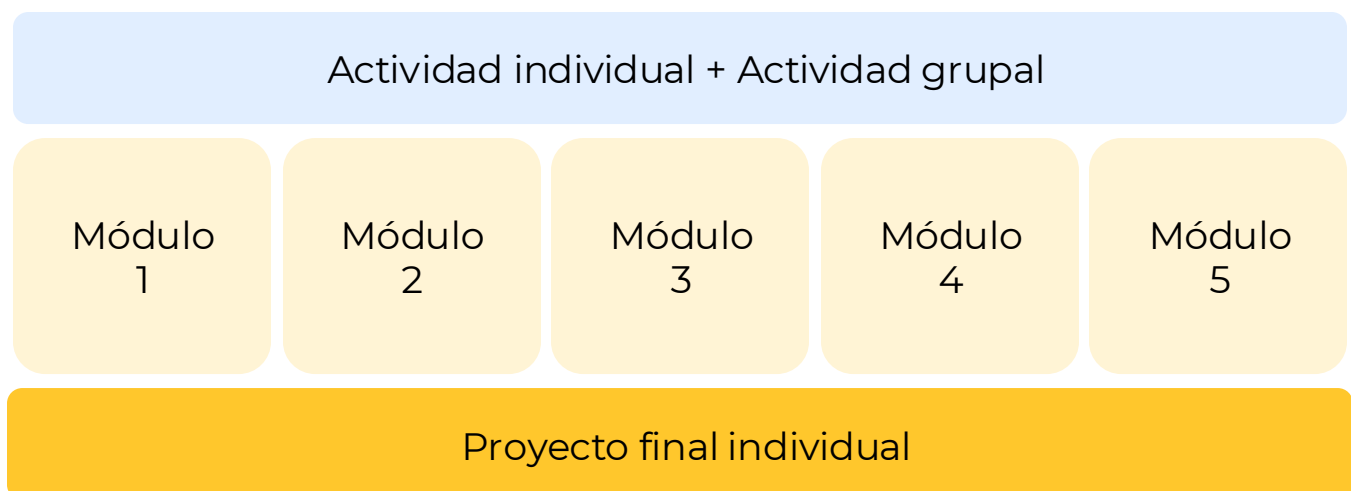 Actividad individual + Actividad grupal
Módulo
1
Módulo
2
Módulo
3
Módulo
4
Módulo
5
Proyecto final individual